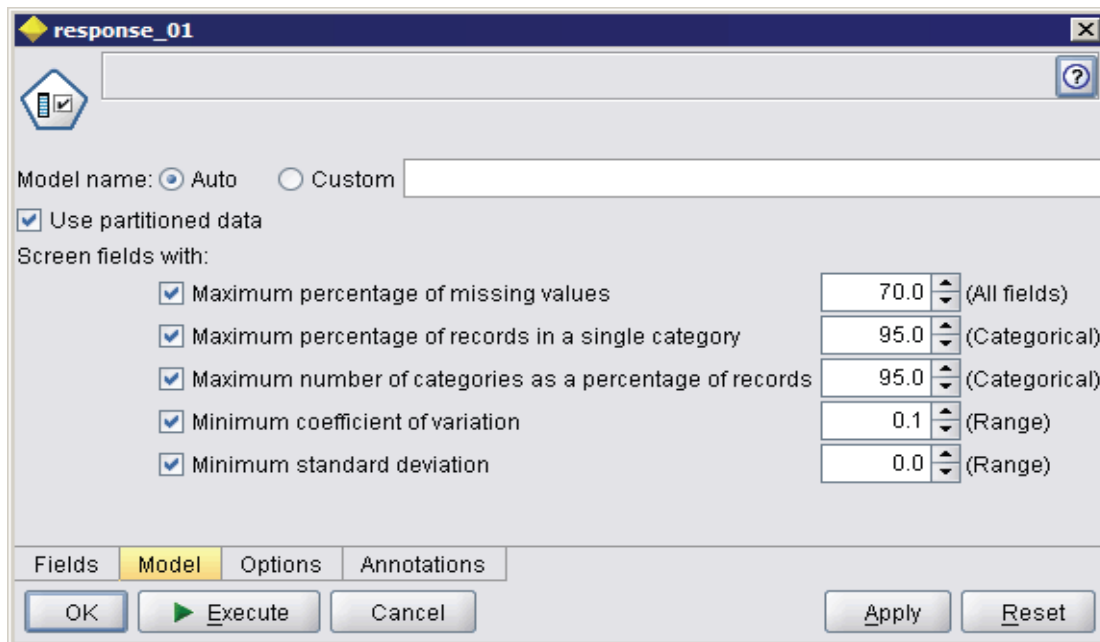 response_01
Model name: Auto Custom
Use partitioned data
Screen fields with:
Maximum percentage of missing values 70.0 (All fields)
Maximum percentage of records in a single category 95.0 (Categorical)
Maximum number of categories as a percentage of records 95.0 (Categorical)
Minimum coefficient of variation 0.1 (Range)
Minimum standard deviation 0.0 (Range)
Fields Model Options Annotations
OK Execute Cancel Apply Reset